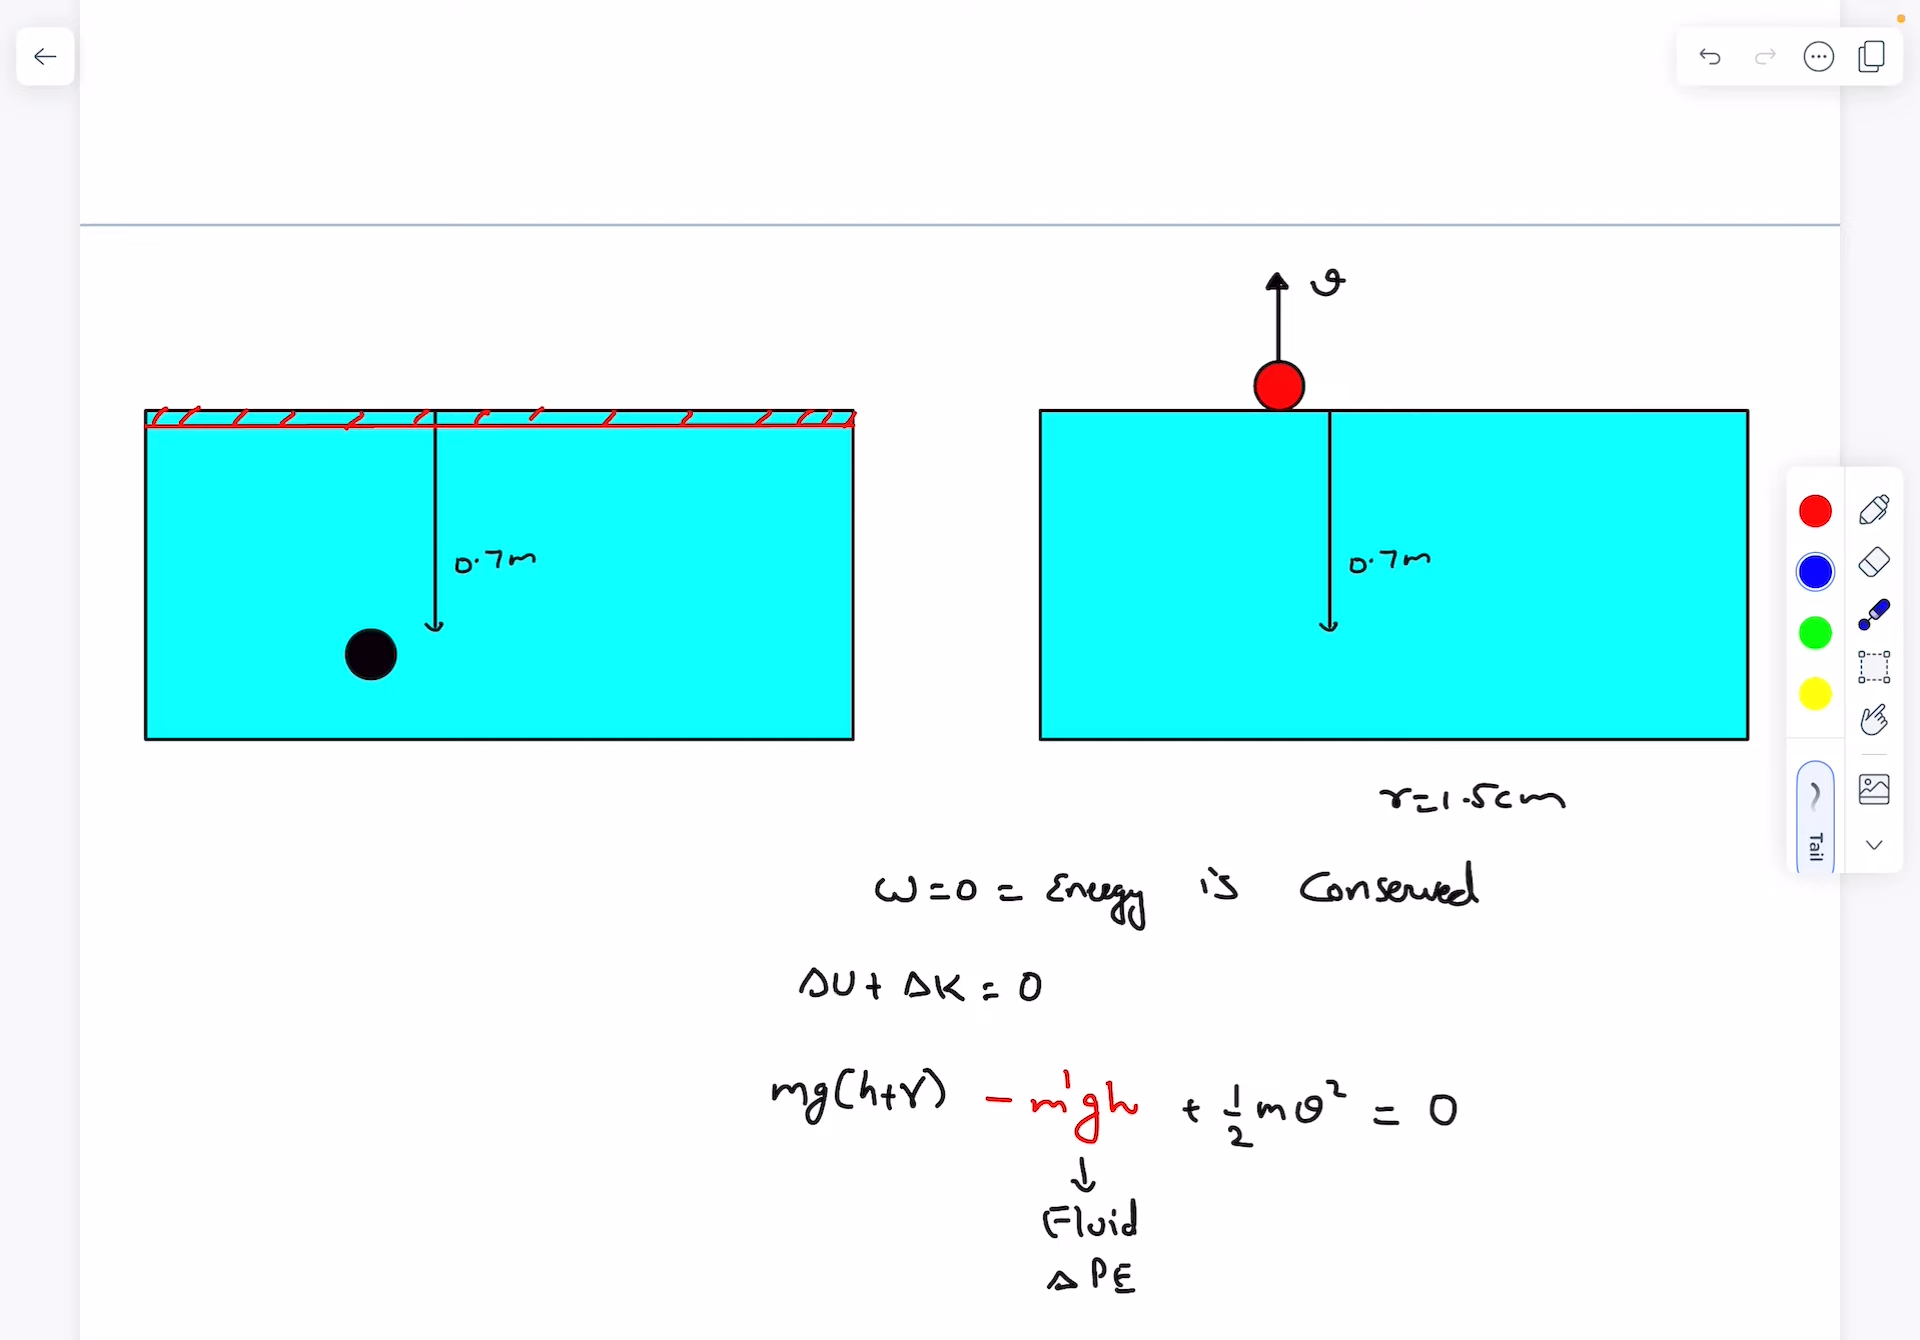 ϑ
0.7m
0.7m
r=1.5cm
ω=0 = Energy is Conserved
ΔU+ ΔK = 0
mg(h+r) - m'gh + 1/2 mϑ² = 0
↓
Fluid
Δ PE
Tail